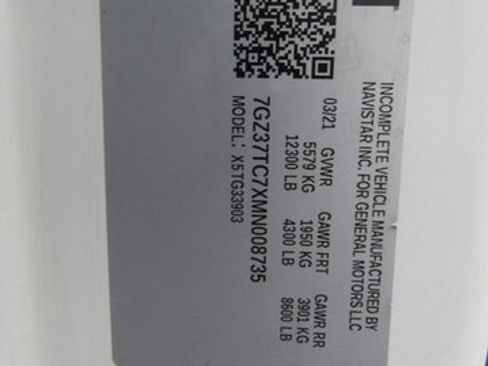 INCOMPLETE VEHICLE MANUFACTURED BY
NAVISTAR INC. FOR GENERAL MOTORS LLC
03/21 GVWR GAWR FRT GAWR RR
5579 KG 1950 KG 3901 KG
12300 LB 4300 LB 8600 LB
7GZ37TC7XMN008735
MODEL: X5TG33903